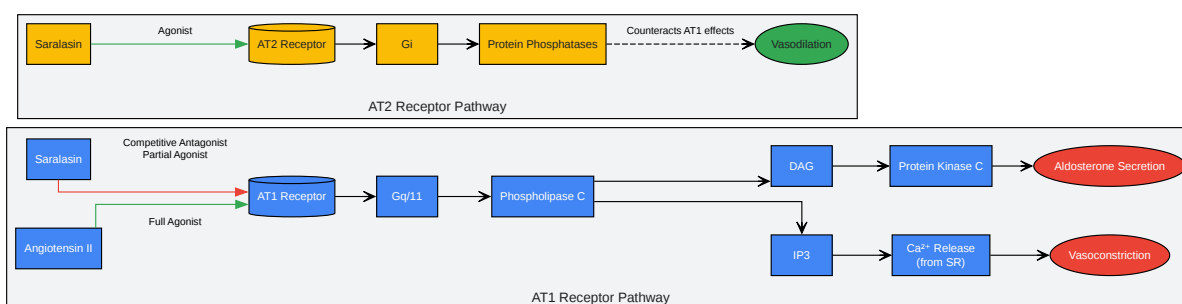 Saralasin
Agonist
AT2 Receptor
Gi
Protein Phosphatases
Counteracts AT1 effects
Vasodilation
AT2 Receptor Pathway
Saralasin
Competitive Antagonist
Partial Agonist
Angiotensin II
Full Agonist
AT1 Receptor
Gq/11
Phospholipase C
DAG
Protein Kinase C
Aldosterone Secretion
IP3
Ca²⁺ Release
(from SR)
Vasoconstriction
AT1 Receptor Pathway